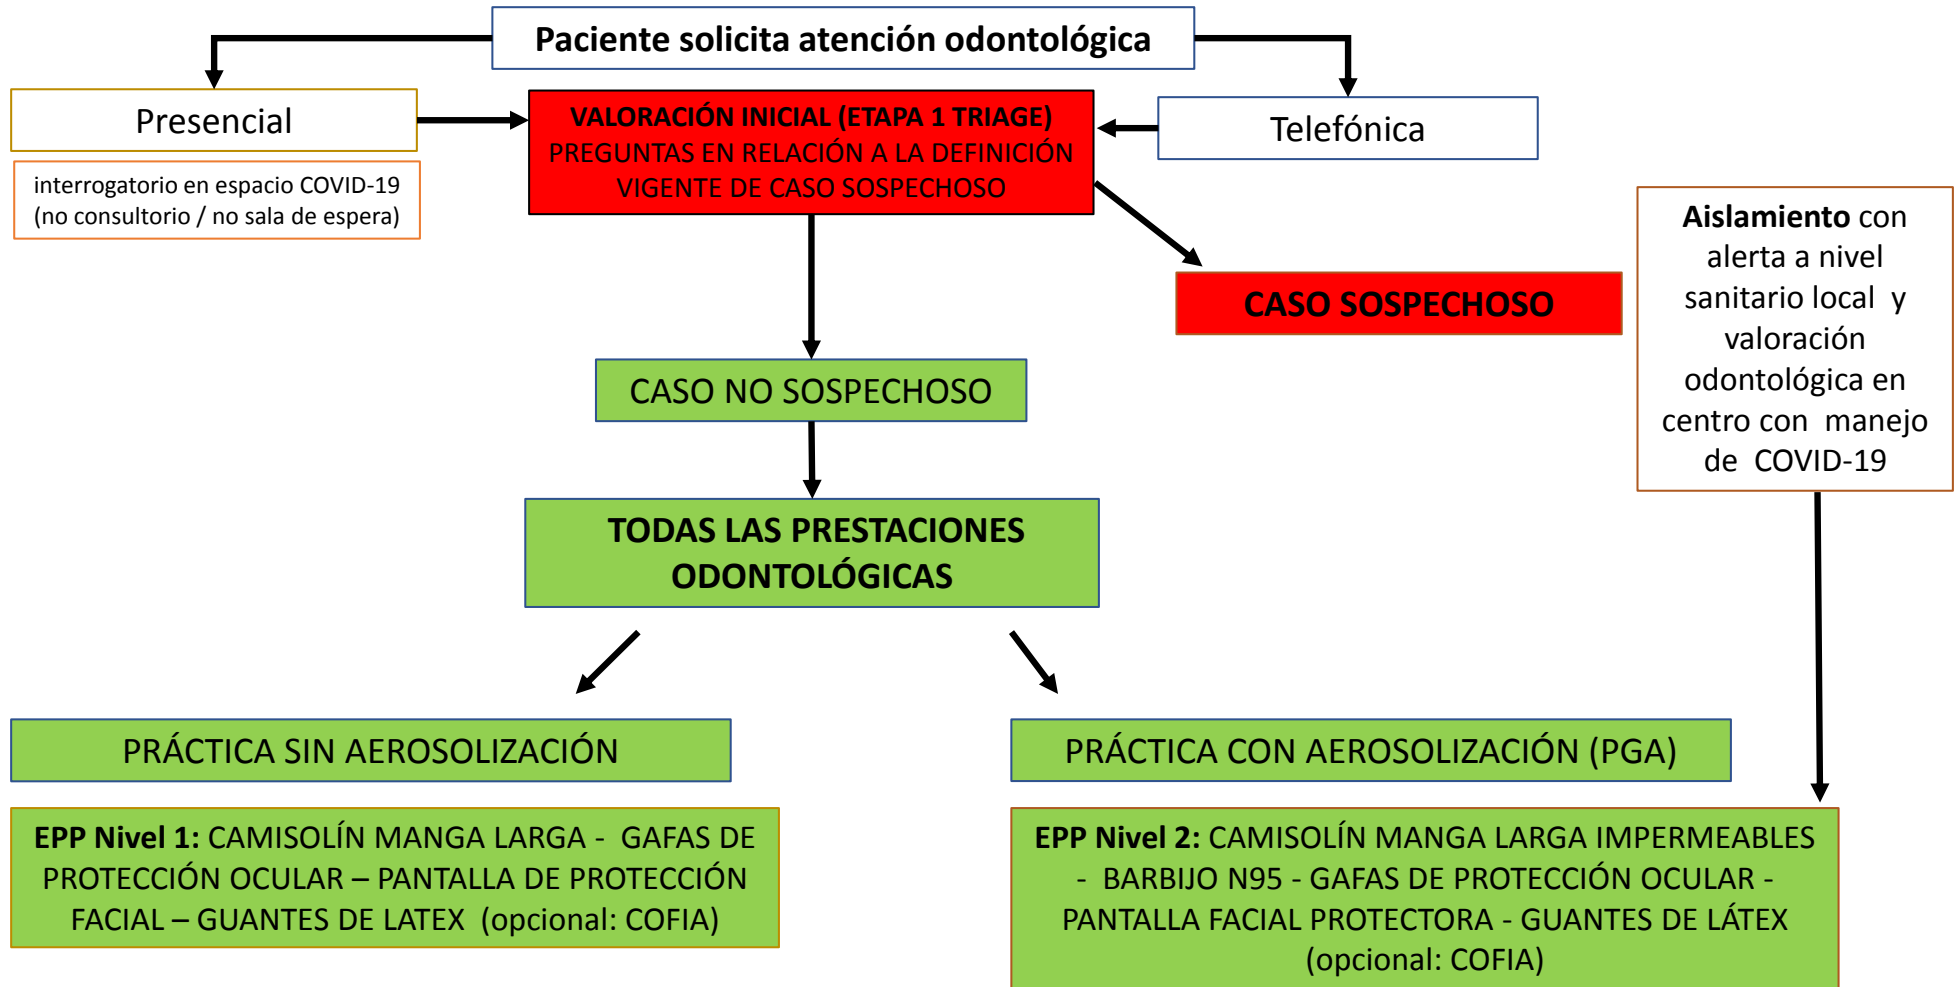 Paciente solicita atención odontológica
Presencial
interrogatorio en espacio COVID-19
(no consultorio / no sala de espera)
VALORACIÓN INICIAL (ETAPA 1 TRIAGE)
PREGUNTAS EN RELACIÓN A LA DEFINICIÓN
VIGENTE DE CASO SOSPECHOSO
Telefónica
CASO SOSPECHOSO
Aislamiento con
alerta a nivel
sanitario local y
valoración
odontológica en
centro con manejo
de COVID-19
CASO NO SOSPECHOSO
TODAS LAS PRESTACIONES
ODONTOLÓGICAS
PRÁCTICA SIN AEROSOLIZACIÓN
EPP Nivel 1: CAMISOLÍN MANGA LARGA - GAFAS DE
PROTECCIÓN OCULAR – PANTALLA DE PROTECCIÓN
FACIAL – GUANTES DE LATEX (opcional: COFIA)
PRÁCTICA CON AEROSOLIZACIÓN (PGA)
EPP Nivel 2: CAMISOLÍN MANGA LARGA IMPERMEABLES
- BARBIJO N95 - GAFAS DE PROTECCIÓN OCULAR -
PANTALLA FACIAL PROTECTORA - GUANTES DE LÁTEX
(opcional: COFIA)